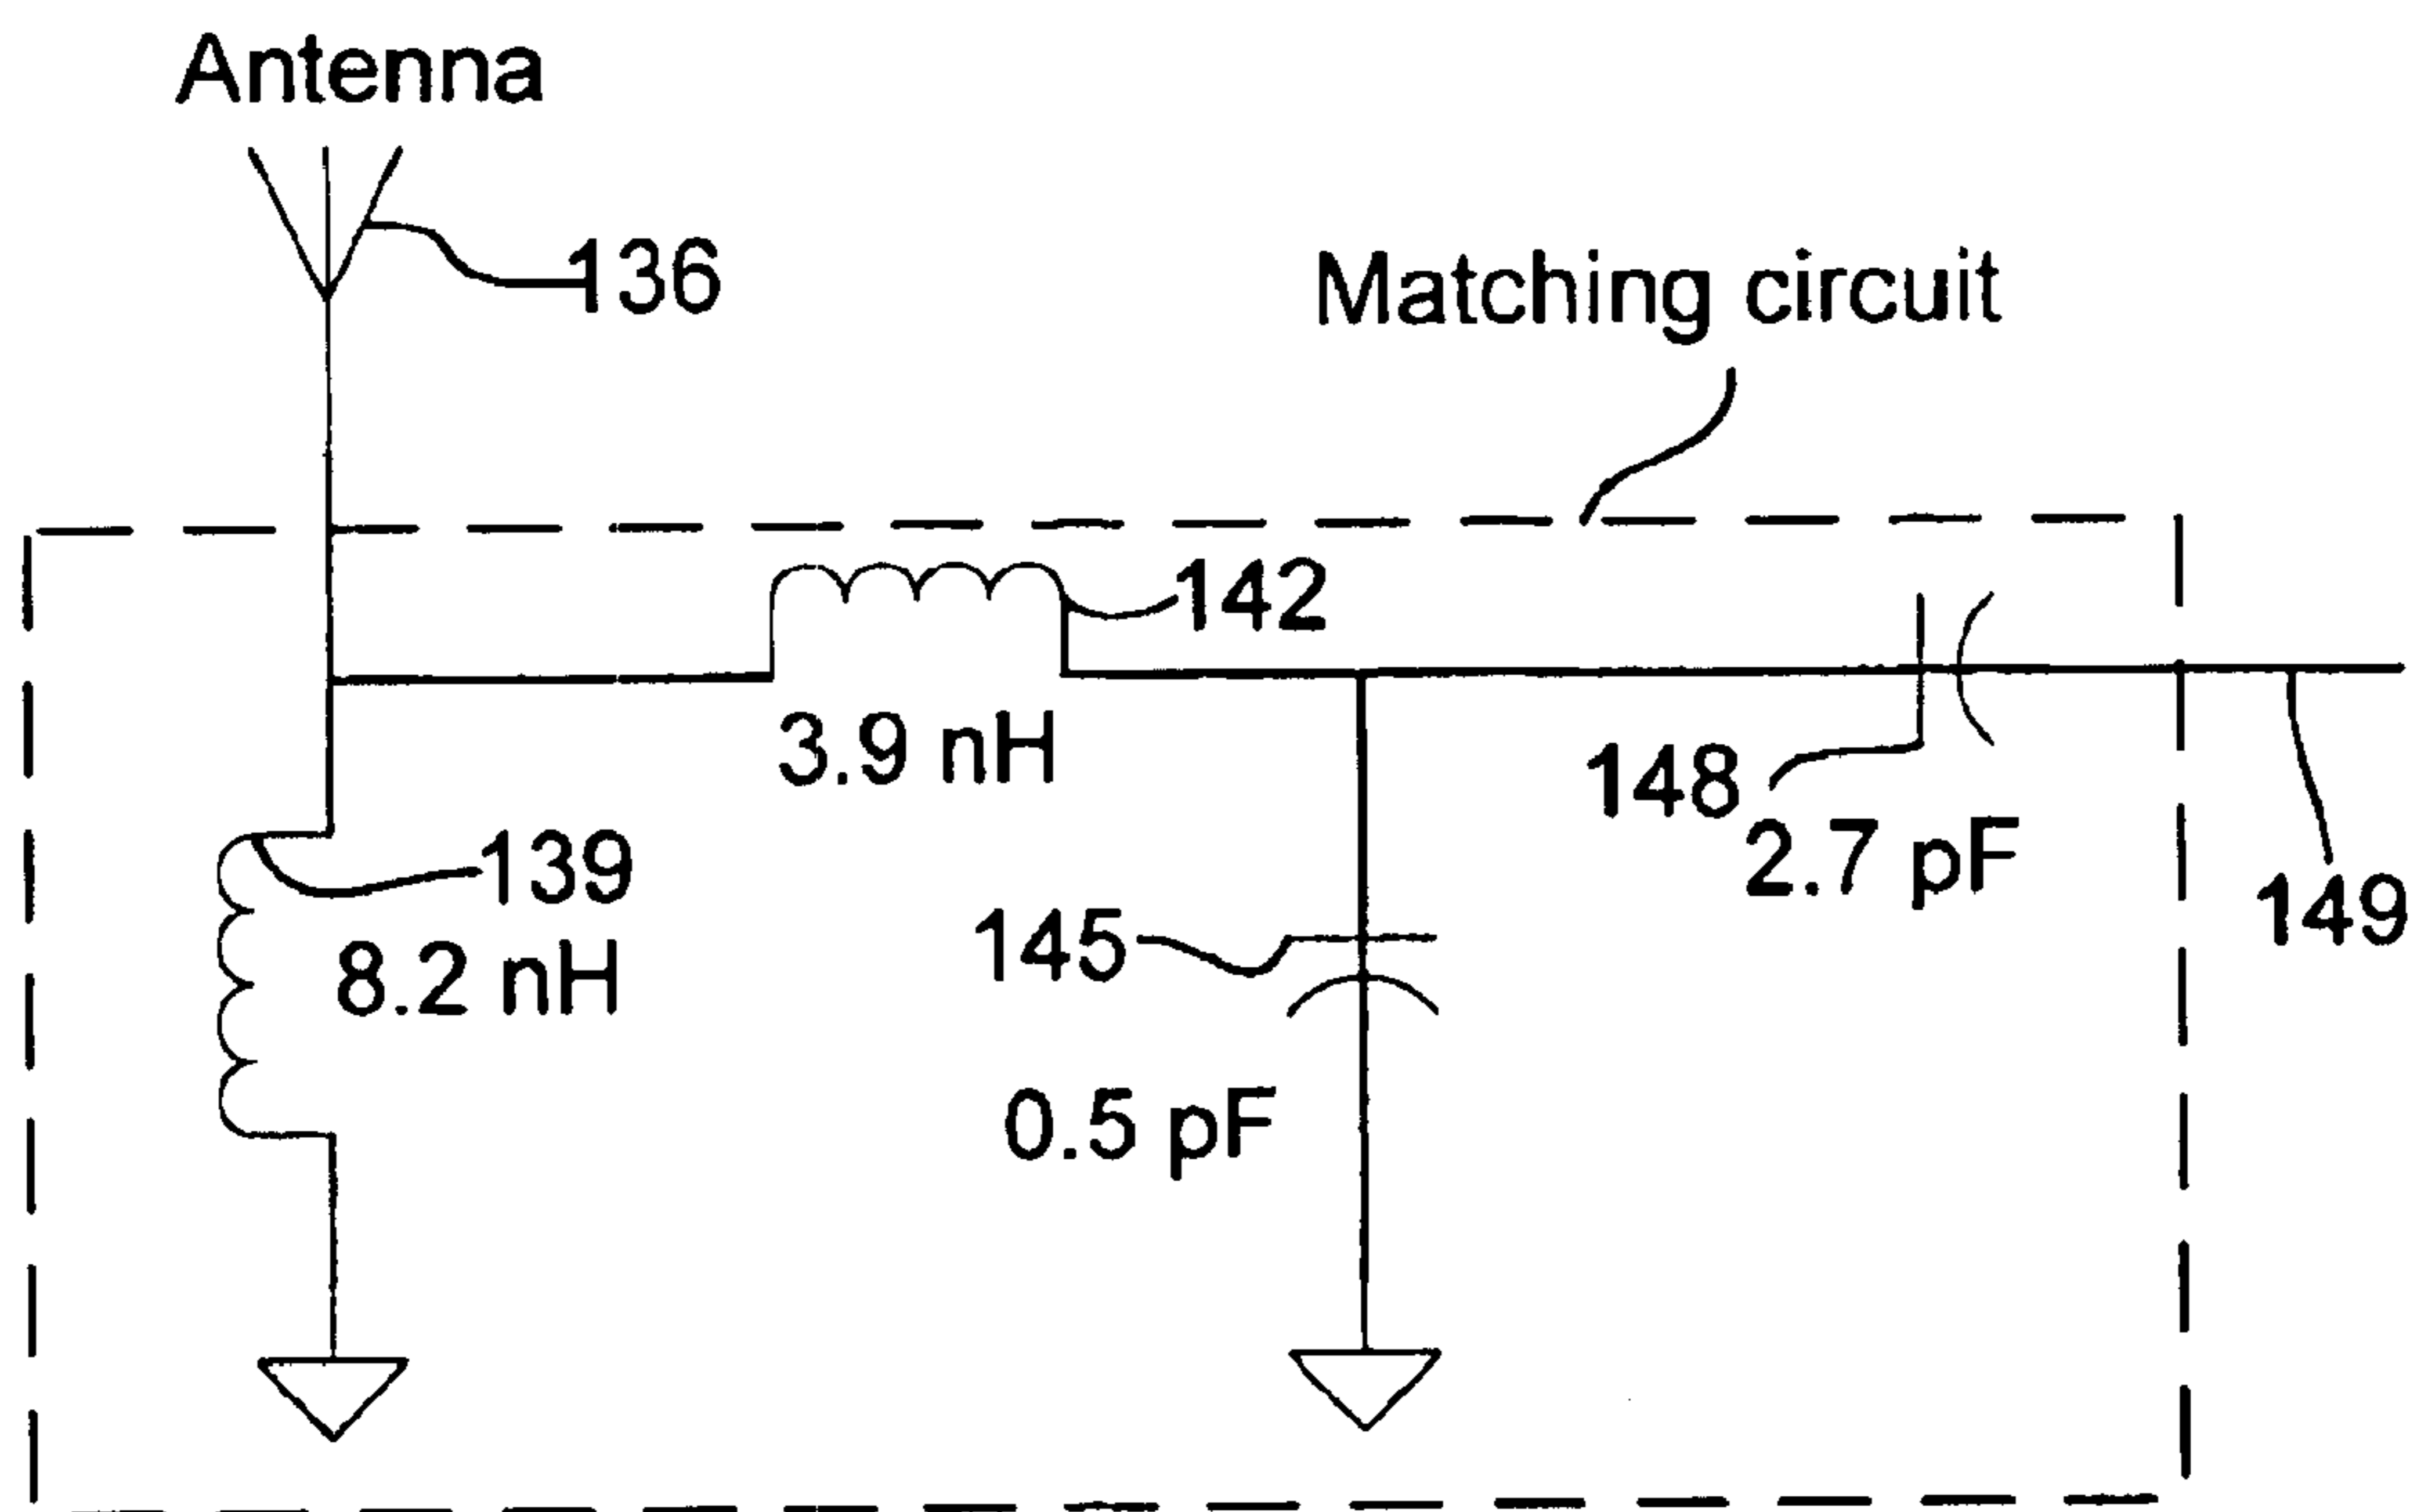 Antenna
136
Matching circuit
142
3.9 nH
148
2.7 pF
149
139
8.2 nH
145
0.5 pF